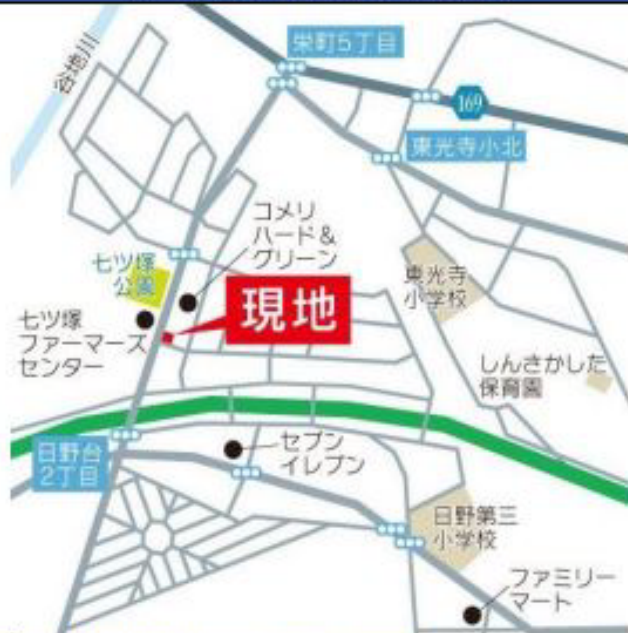 栄町5丁目
169
東光寺小北
コメリ
ハード&
グリーン
七ツ塚
公園
現地
東光寺
小学校
七ツ塚
ファーマーズ
センター
しんさかした
保育園
日野台
2丁目
セブン
イレブン
日野第三
小学校
ファミリー
マート